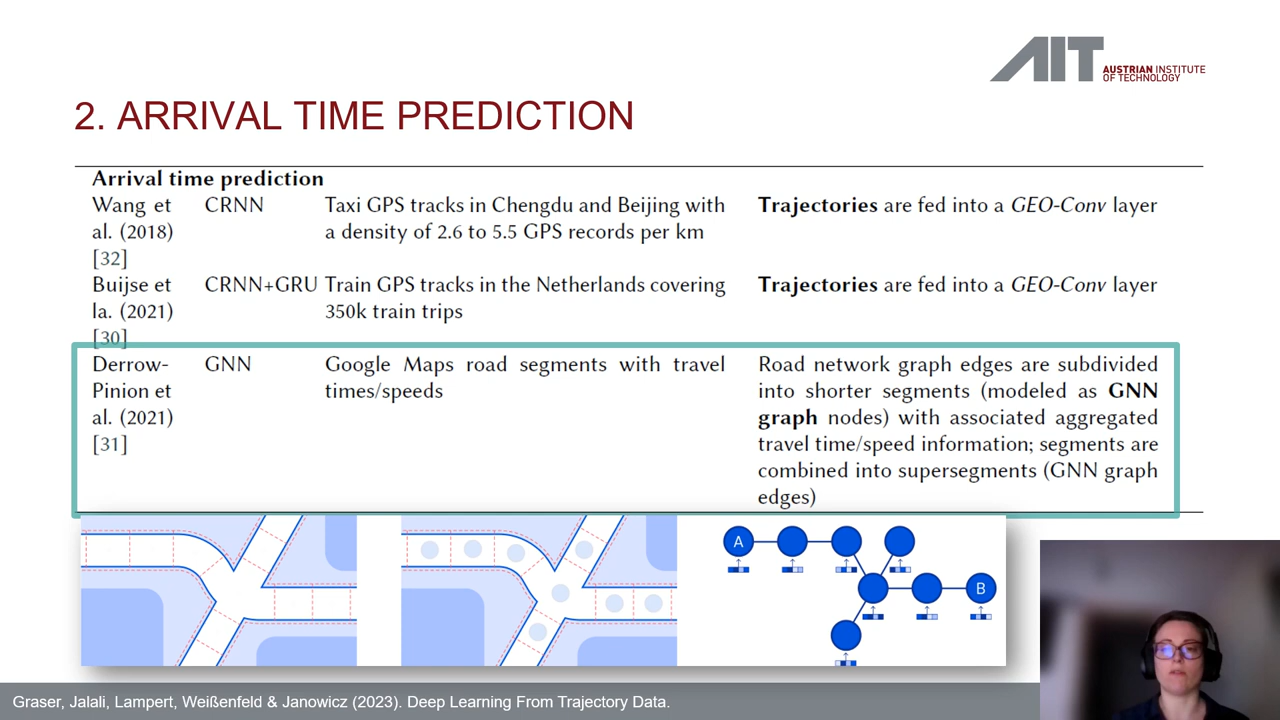 AIT AUSTRIAN INSTITUTE
OF TECHNOLOGY
2. ARRIVAL TIME PREDICTION
Arrival time prediction
Wang et al. (2018) [32]
CRNN
Taxi GPS tracks in Chengdu and Beijing with
a density of 2.6 to 5.5 GPS records per km
Trajectories are fed into a GEO-Conv layer
Buijse et
la. (2021)
[30]
CRNN+GRU
Train GPS tracks in the Netherlands covering
350k train trips
Trajectories are fed into a GEO-Conv layer
Derrow-
Pinion et
al. (2021)
[31]
GNN
Google Maps road segments with travel
times/speeds
Road network graph edges are subdivided
into shorter segments (modeled as GNN
graph nodes) with associated aggregated
travel time/speed information; segments are
combined into supersegments (GNN graph
edges)
A
B
Graser, Jalali, Lampert, Weißenfeld & Janowicz (2023). Deep Learning From Trajectory Data.